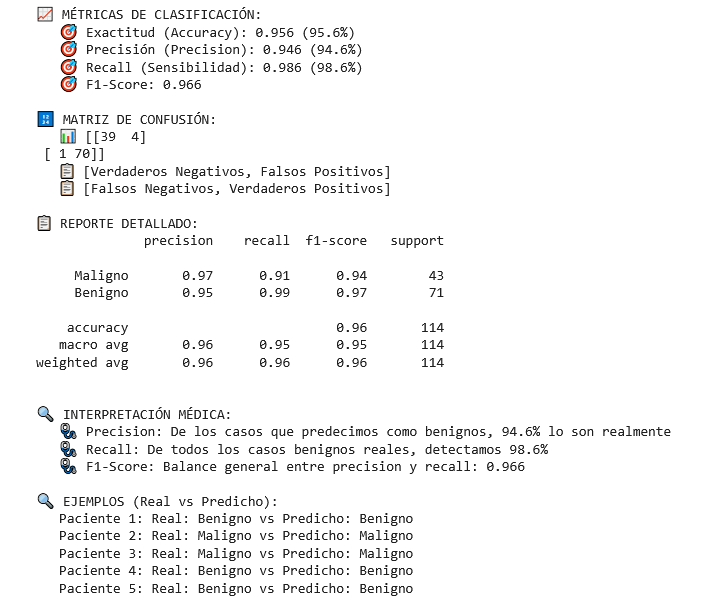 📈 MÉTRICAS DE CLASIFICACIÓN:
🎯 Exactitud (Accuracy): 0.956 (95.6%)
🎯 Precisión (Precision): 0.946 (94.6%)
🎯 Recall (Sensibilidad): 0.986 (98.6%)
🎯 F1-Score: 0.966
🔢 MATRIZ DE CONFUSIÓN:
📊 [[39  4]
[ 1 70]]
📋 [Verdaderos Negativos, Falsos Positivos]
📋 [Falsos Negativos, Verdaderos Positivos]
📋 REPORTE DETALLADO:
precision    recall  f1-score   support
Maligno       0.97      0.91      0.94        43
Benigno       0.95      0.99      0.97        71
accuracy                           0.96       114
macro avg       0.96      0.95      0.95       114
weighted avg       0.96      0.96      0.96       114
🔍 INTERPRETACIÓN MÉDICA:
🩺 Precision: De los casos que predecimos como benignos, 94.6% lo son realmente
🩺 Recall: De todos los casos benignos reales, detectamos 98.6%
🩺 F1-Score: Balance general entre precision y recall: 0.966
🔍 EJEMPLOS (Real vs Predicho):
Paciente 1: Real: Benigno vs Predicho: Benigno
Paciente 2: Real: Maligno vs Predicho: Maligno
Paciente 3: Real: Maligno vs Predicho: Maligno
Paciente 4: Real: Benigno vs Predicho: Benigno
Paciente 5: Real: Benigno vs Predicho: Benigno